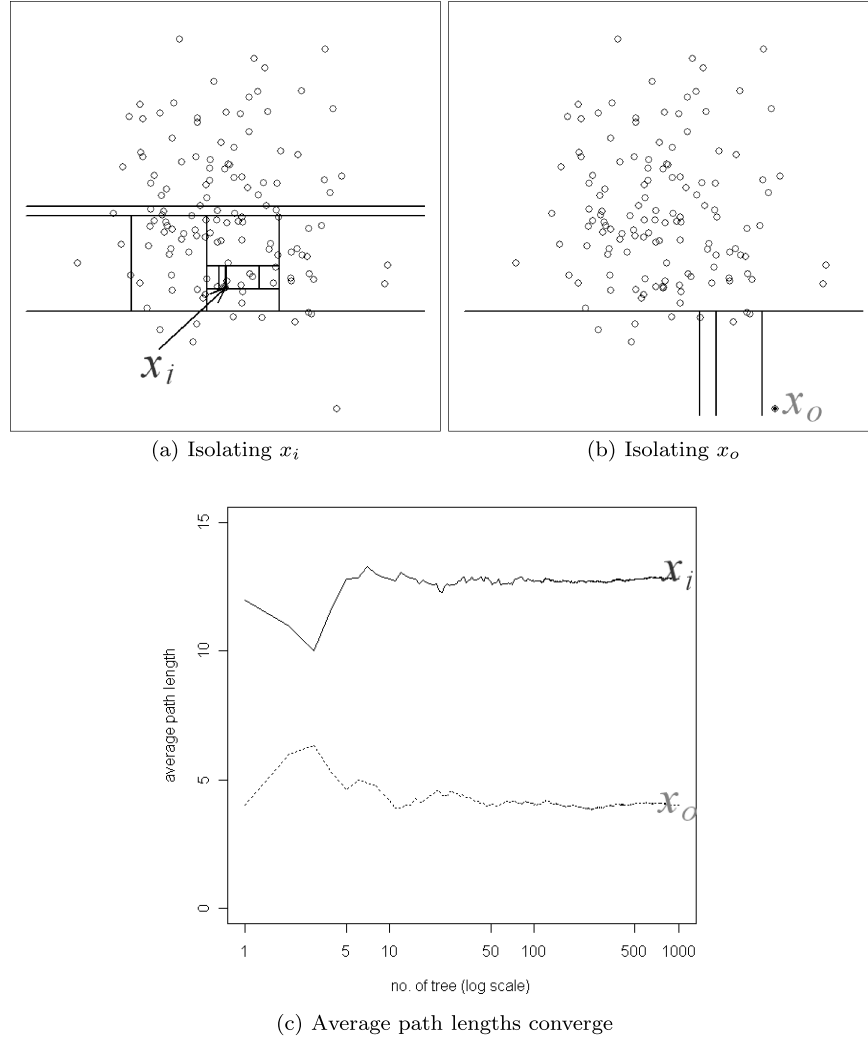 x_i
x_o
(a) Isolating x_i
(b) Isolating x_o
15
10
5
0
average path length
x_i
x_o
1 5 10 50 100 500 1000
no. of tree (log scale)
(c) Average path lengths converge